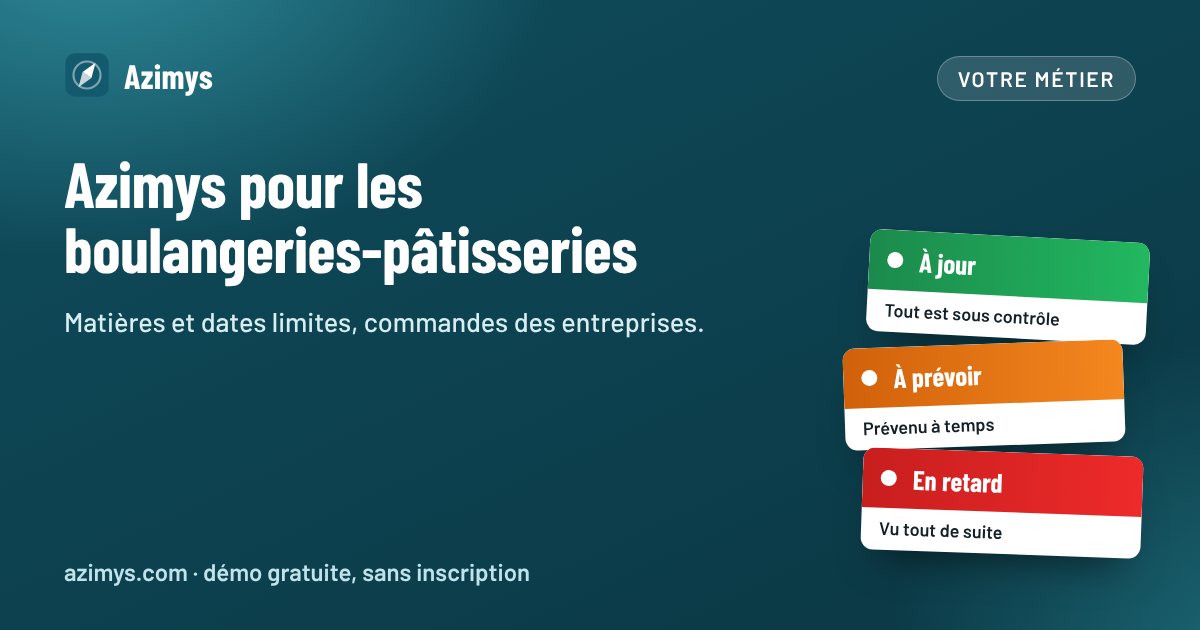 Azimys
VOTRE MÉTIER
Azimys pour les
boulangeries-pâtisseries
Matières et dates limites, commandes des entreprises.
À jour
Tout est sous contrôle
À prévoir
Prévenu à temps
En retard
Vu tout de suite
azimys.com · démo gratuite, sans inscription